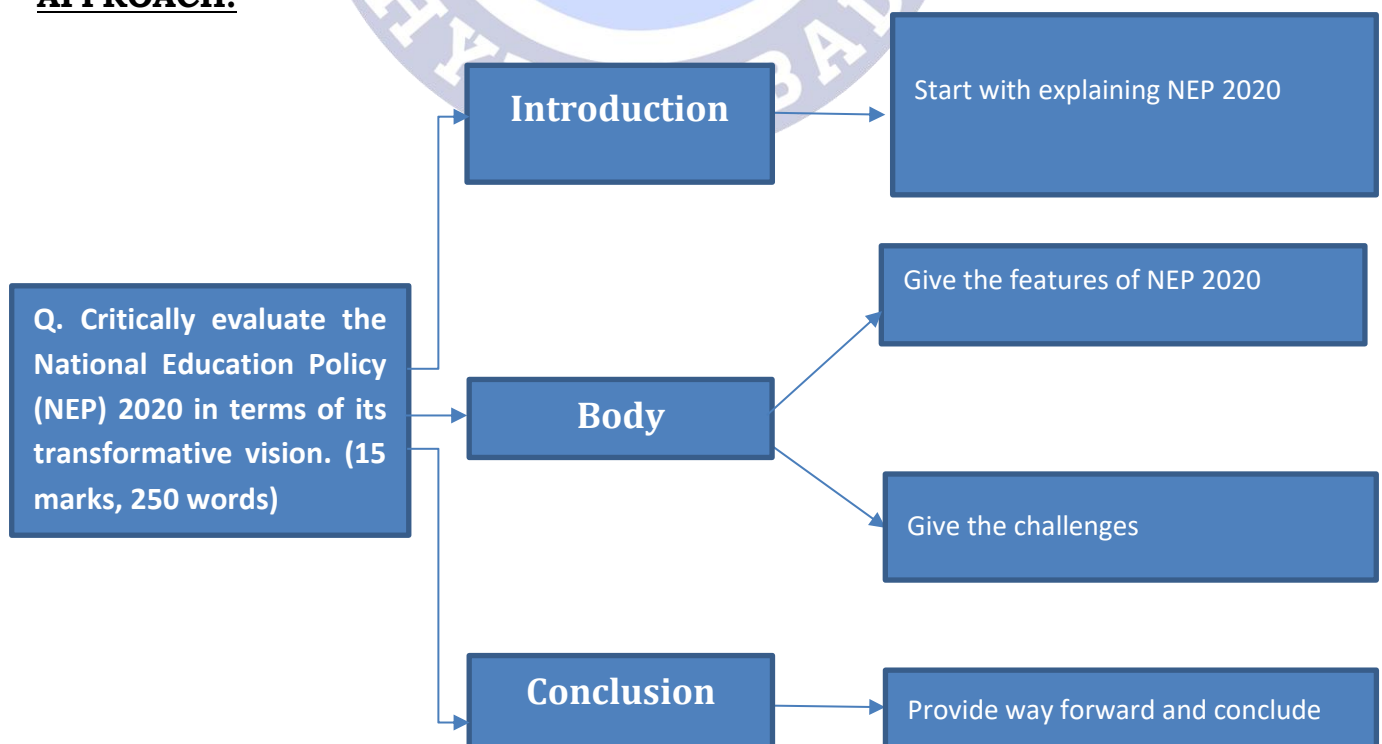 APPROACH:
Introduction
Start with explaining NEP 2020
Q. Critically evaluate the
National Education Policy
(NEP) 2020 in terms of its
transformative vision. (15
marks, 250 words)
Body
Give the features of NEP 2020
Give the challenges
Conclusion
Provide way forward and conclude